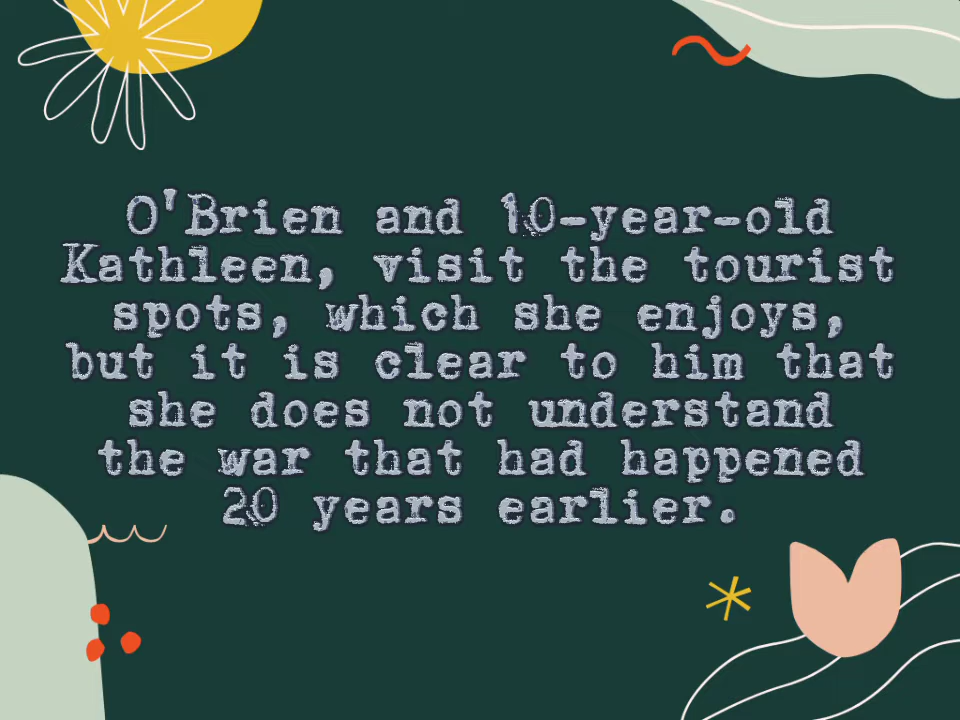 O'Brien and 10-year-old
Kathleen, visit the tourist
spots, which she enjoys,
but it is clear to him that
she does not understand
the war that had happened
20 years earlier.